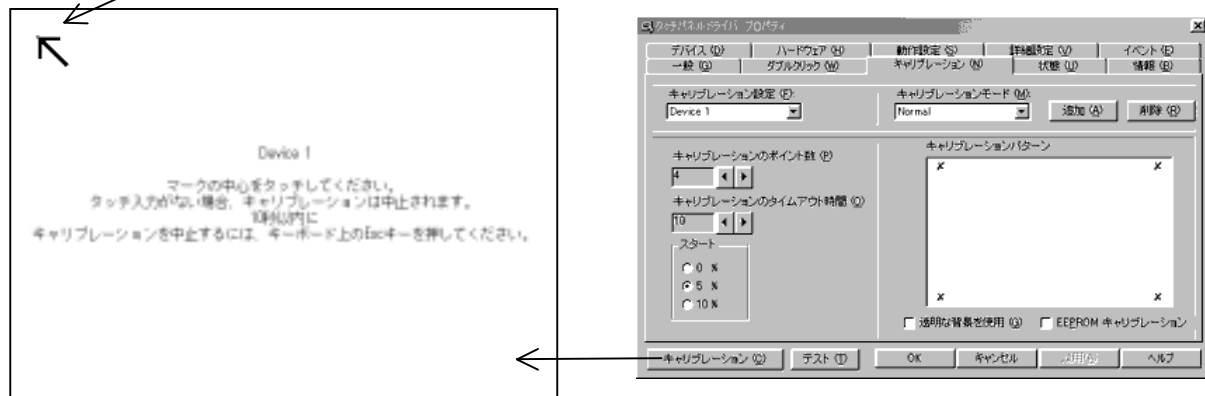 Device 1
マークの中心をタッチしてください。
タッチ入力がない場合、キャリブレーションは中止されます。
10秒以内に
キャリブレーションを中止するには、キーボード上のEscキーを押してください。
タッチパネルドライバ プロパティ
デバイス (D) ハードウェア (H) 動作設定 (S) 詳細設定 (V) イベント (E)
一般 (G) ダブルクリック (W) キャリブレーション (N) 状態 (U) 情報 (B)
キャリブレーション設定 (F): キャリブレーションモード (M):
Device 1 Normal 追加 (A) 削除 (R)
キャリブレーションのポイント数 (P) キャリブレーションパターン
4
キャリブレーションのタイムアウト時間 (O)
10
スタート
0 %
5 %
10 %
透明な背景を使用 (G) EEPROM キャリブレーション
キャリブレーション (C) テスト (T) OK キャンセル 適用(A) ヘルプ